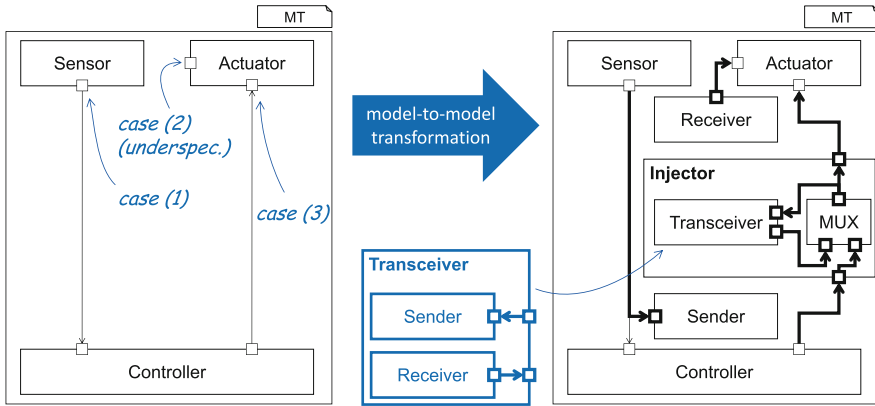 MT
Sensor
Actuator
case (2)
(underspec.)
case (1)
case (3)
Controller
model-to-model
transformation
Transceiver
Sender
Receiver
MT
Sensor
Actuator
Receiver
Injector
Transceiver
MUX
Sender
Controller